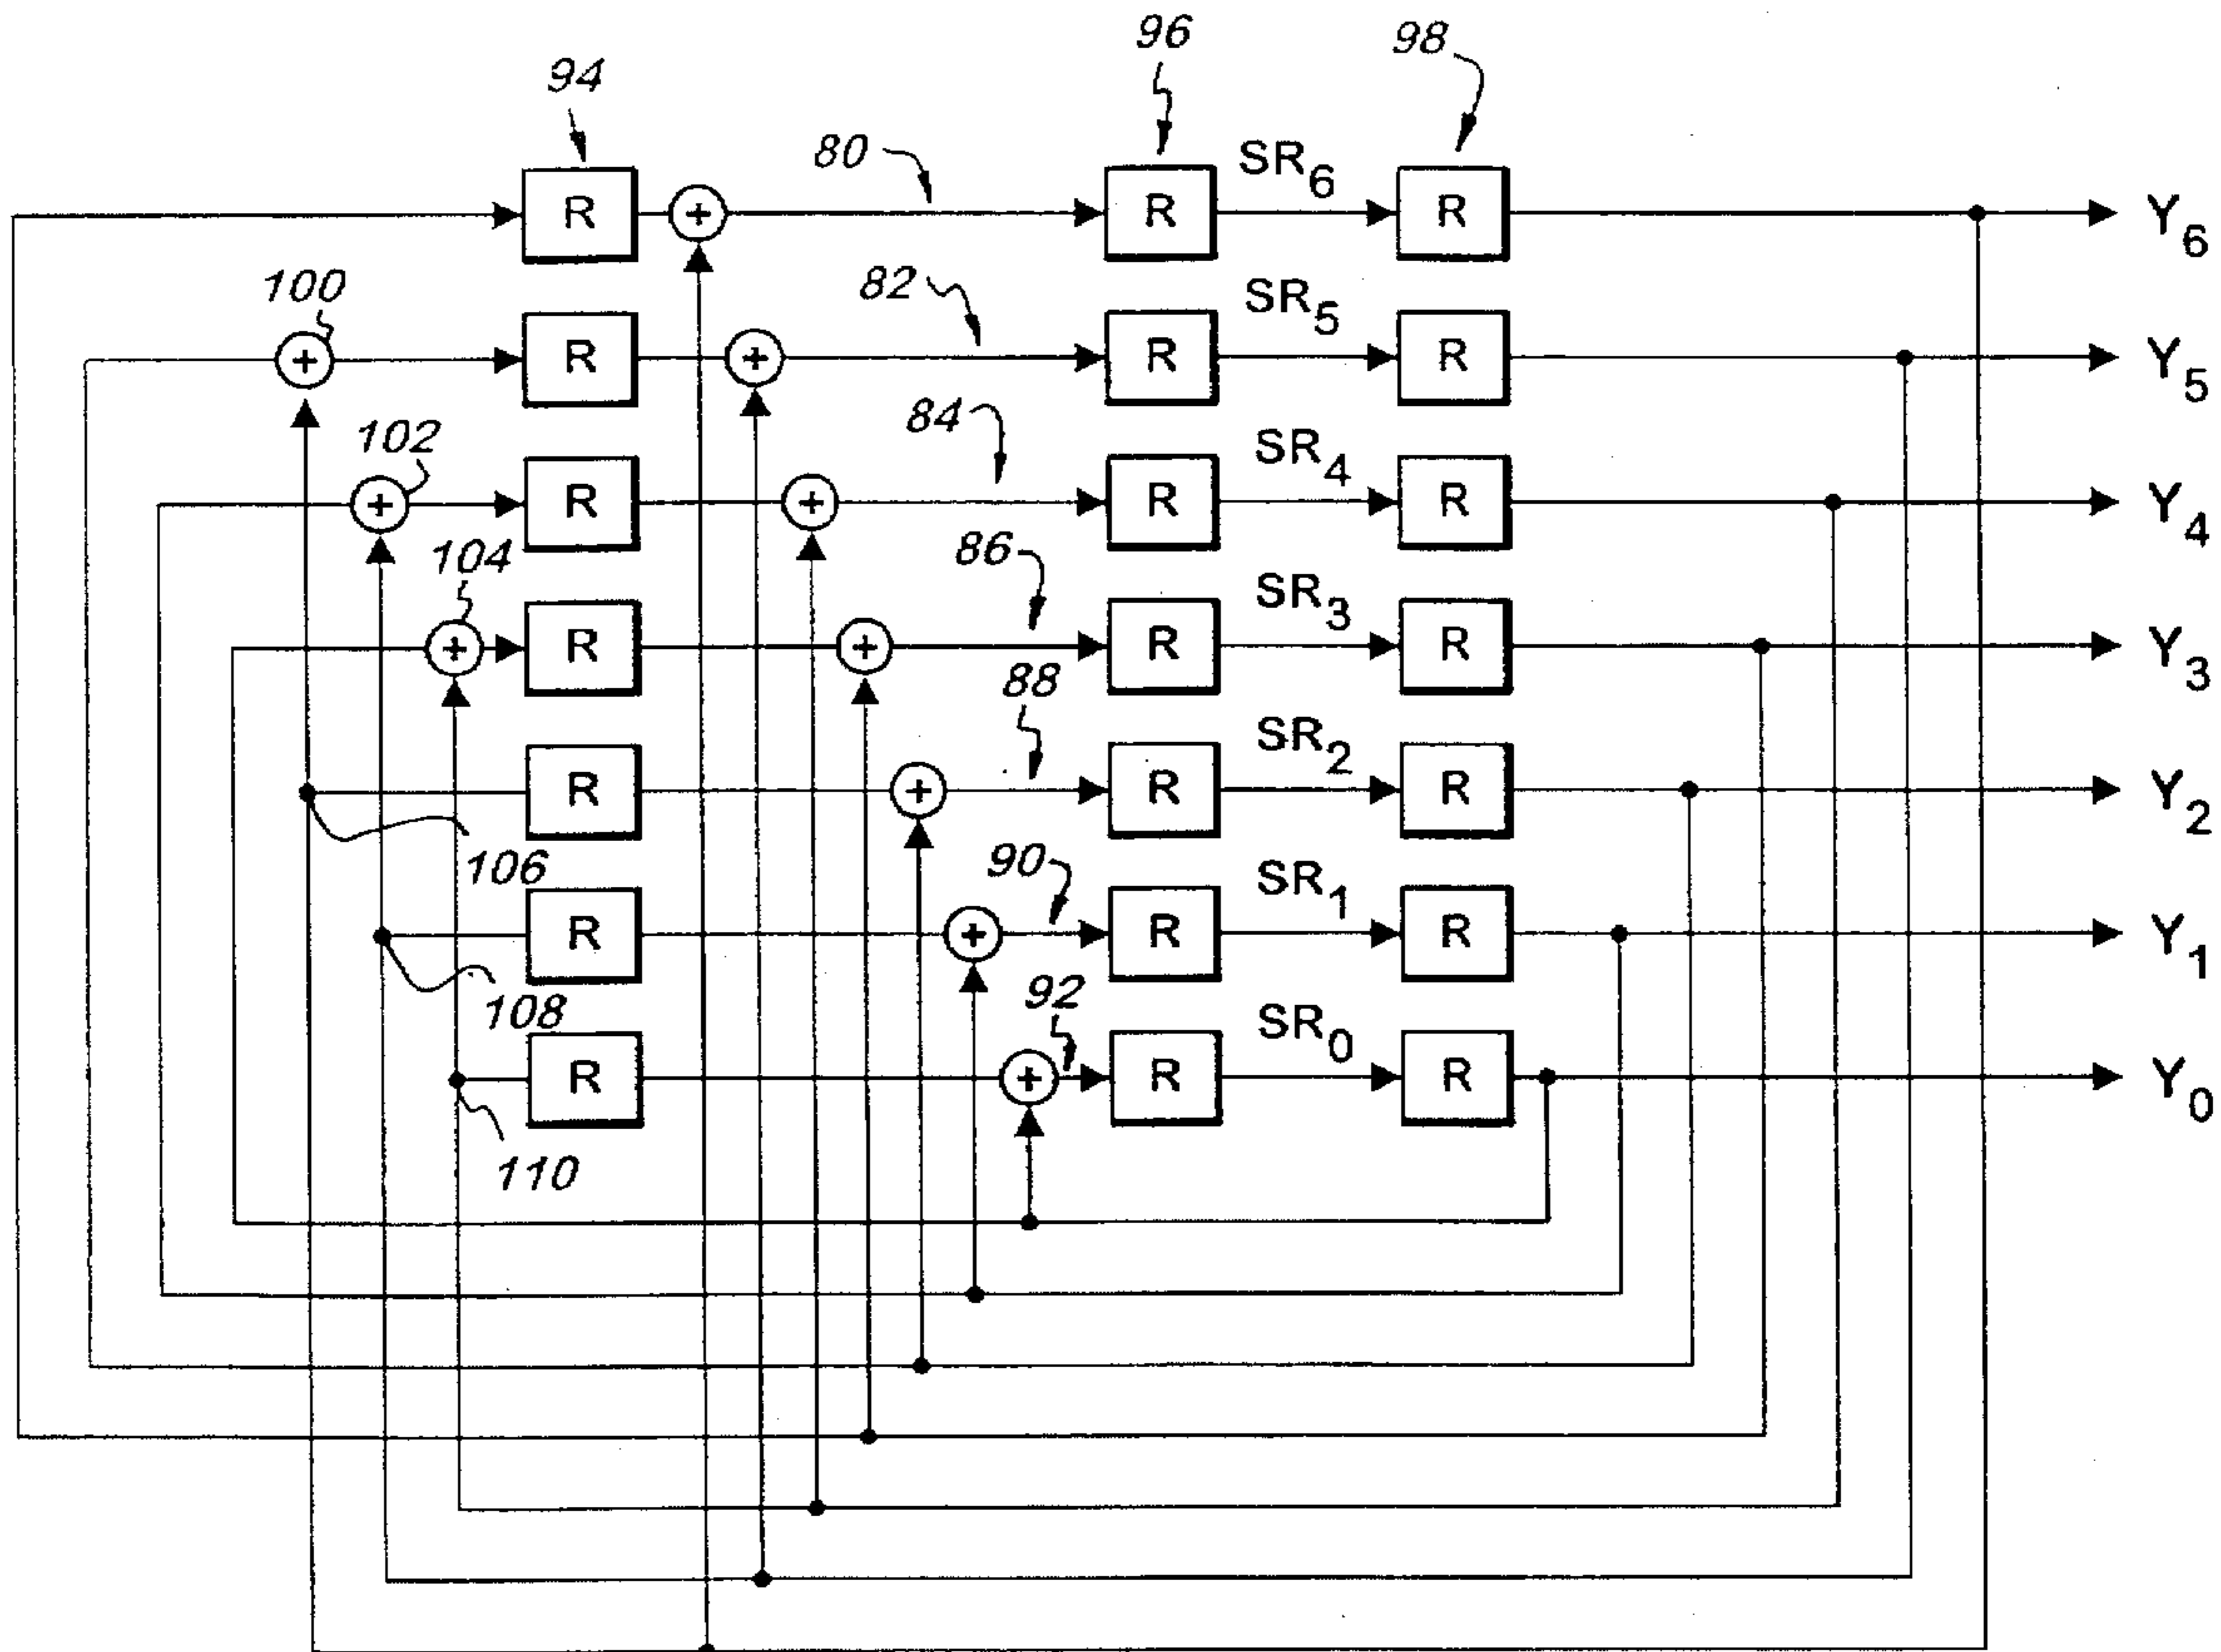 96
98
94
80
SR6
R + R R Y6
82
SR5
100
+ R + R R Y5
84
SR4
102
+ R + R R Y4
86
SR3
104
+ R + R R Y3
88
SR2
R + R R Y2
106
90
SR1
R + R R Y1
108
92
SR0
R + R R Y0
110